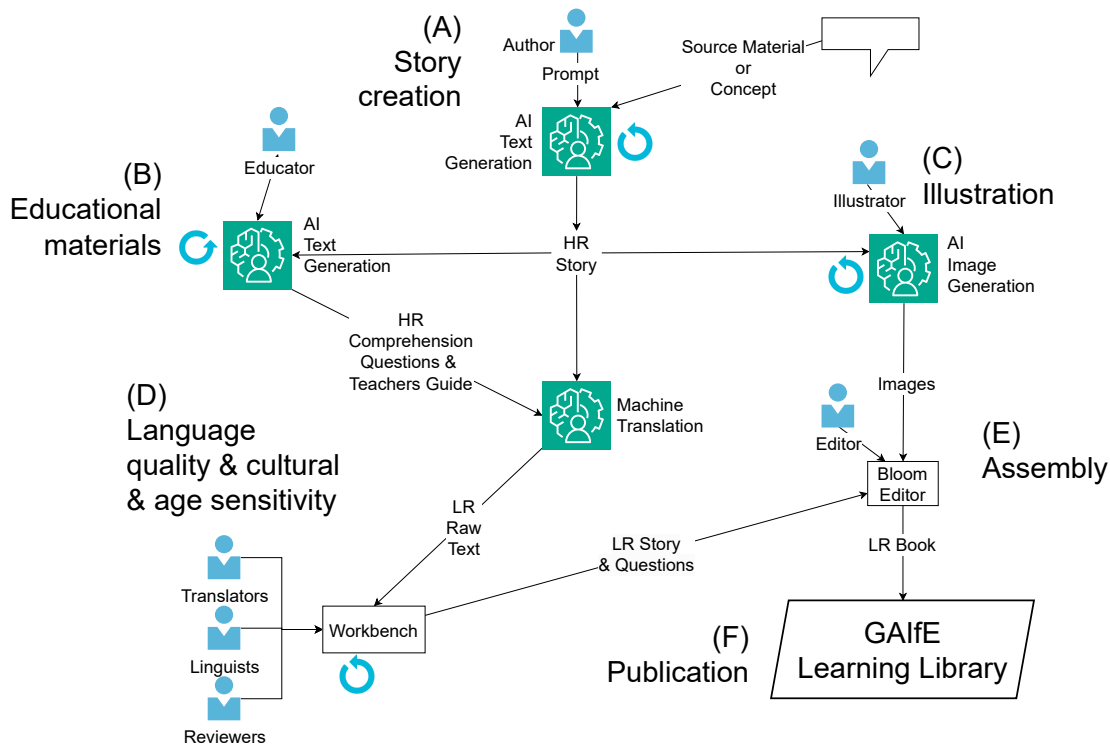 (A)
Story
creation
Author
Prompt
Source Material
or
Concept
AI
Text
Generation
(B)
Educational
materials
Educator
AI
Text
Generation
HR
Story
(C)
Illustration
Illustrator
AI
Image
Generation
HR
Comprehension
Questions &
Teachers Guide
Machine
Translation
Images
(D)
Language
quality & cultural
& age sensitivity
Editor
Bloom
Editor
(E)
Assembly
LR
Raw
Text
LR Story
& Questions
LR Book
Translators
Linguists
Reviewers
Workbench
(F)
Publication
GAIfE
Learning Library